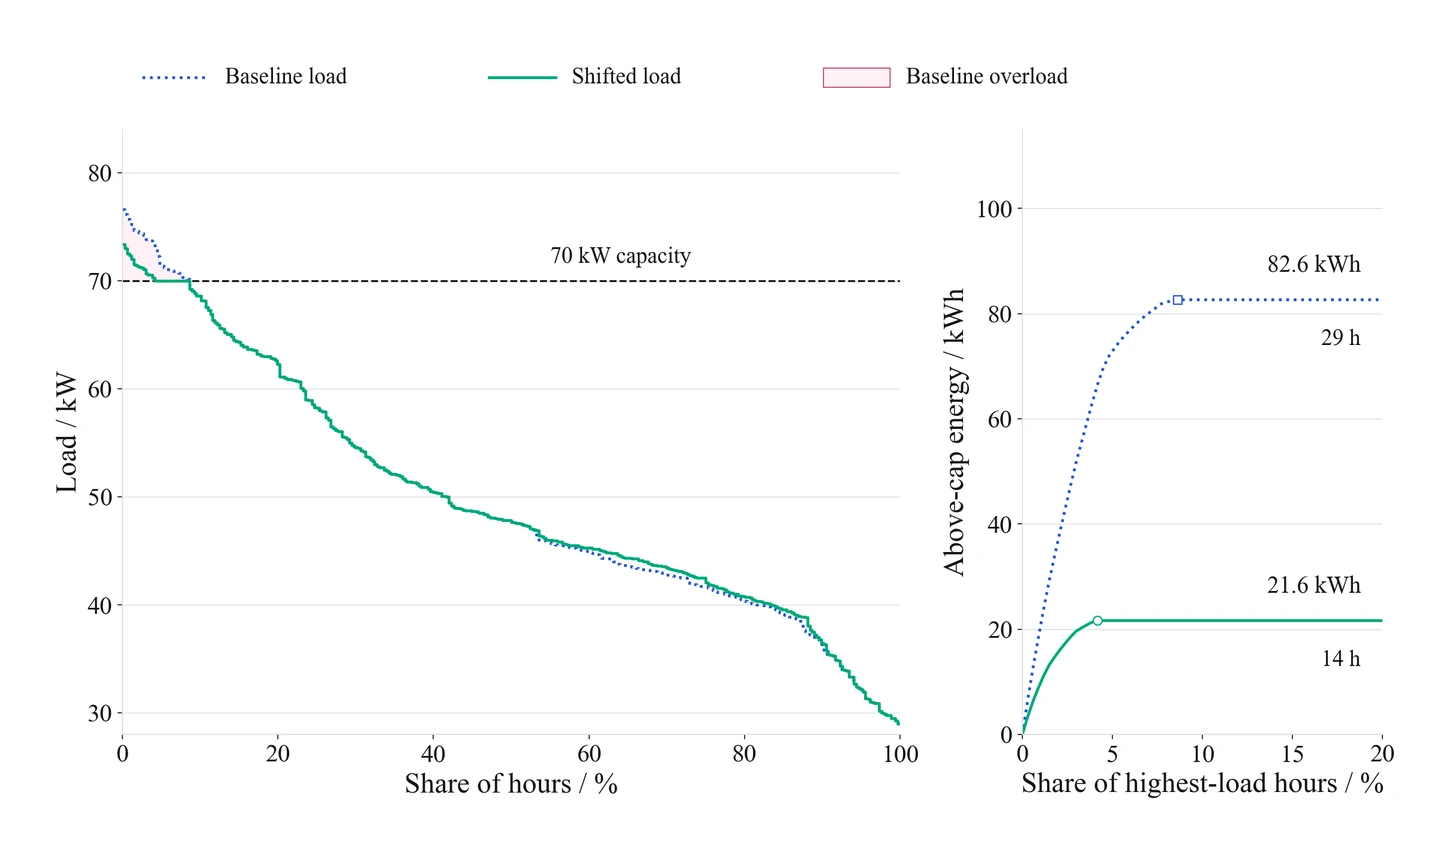 Baseline load
Shifted load
Baseline overload
80
70
60
50
40
30
0
20
40
60
80
100
Load / kW
Share of hours / %
70 kW capacity
100
80
60
40
20
0
0
5
10
15
20
Above-cap energy / kWh
Share of highest-load hours / %
82.6 kWh
29 h
21.6 kWh
14 h